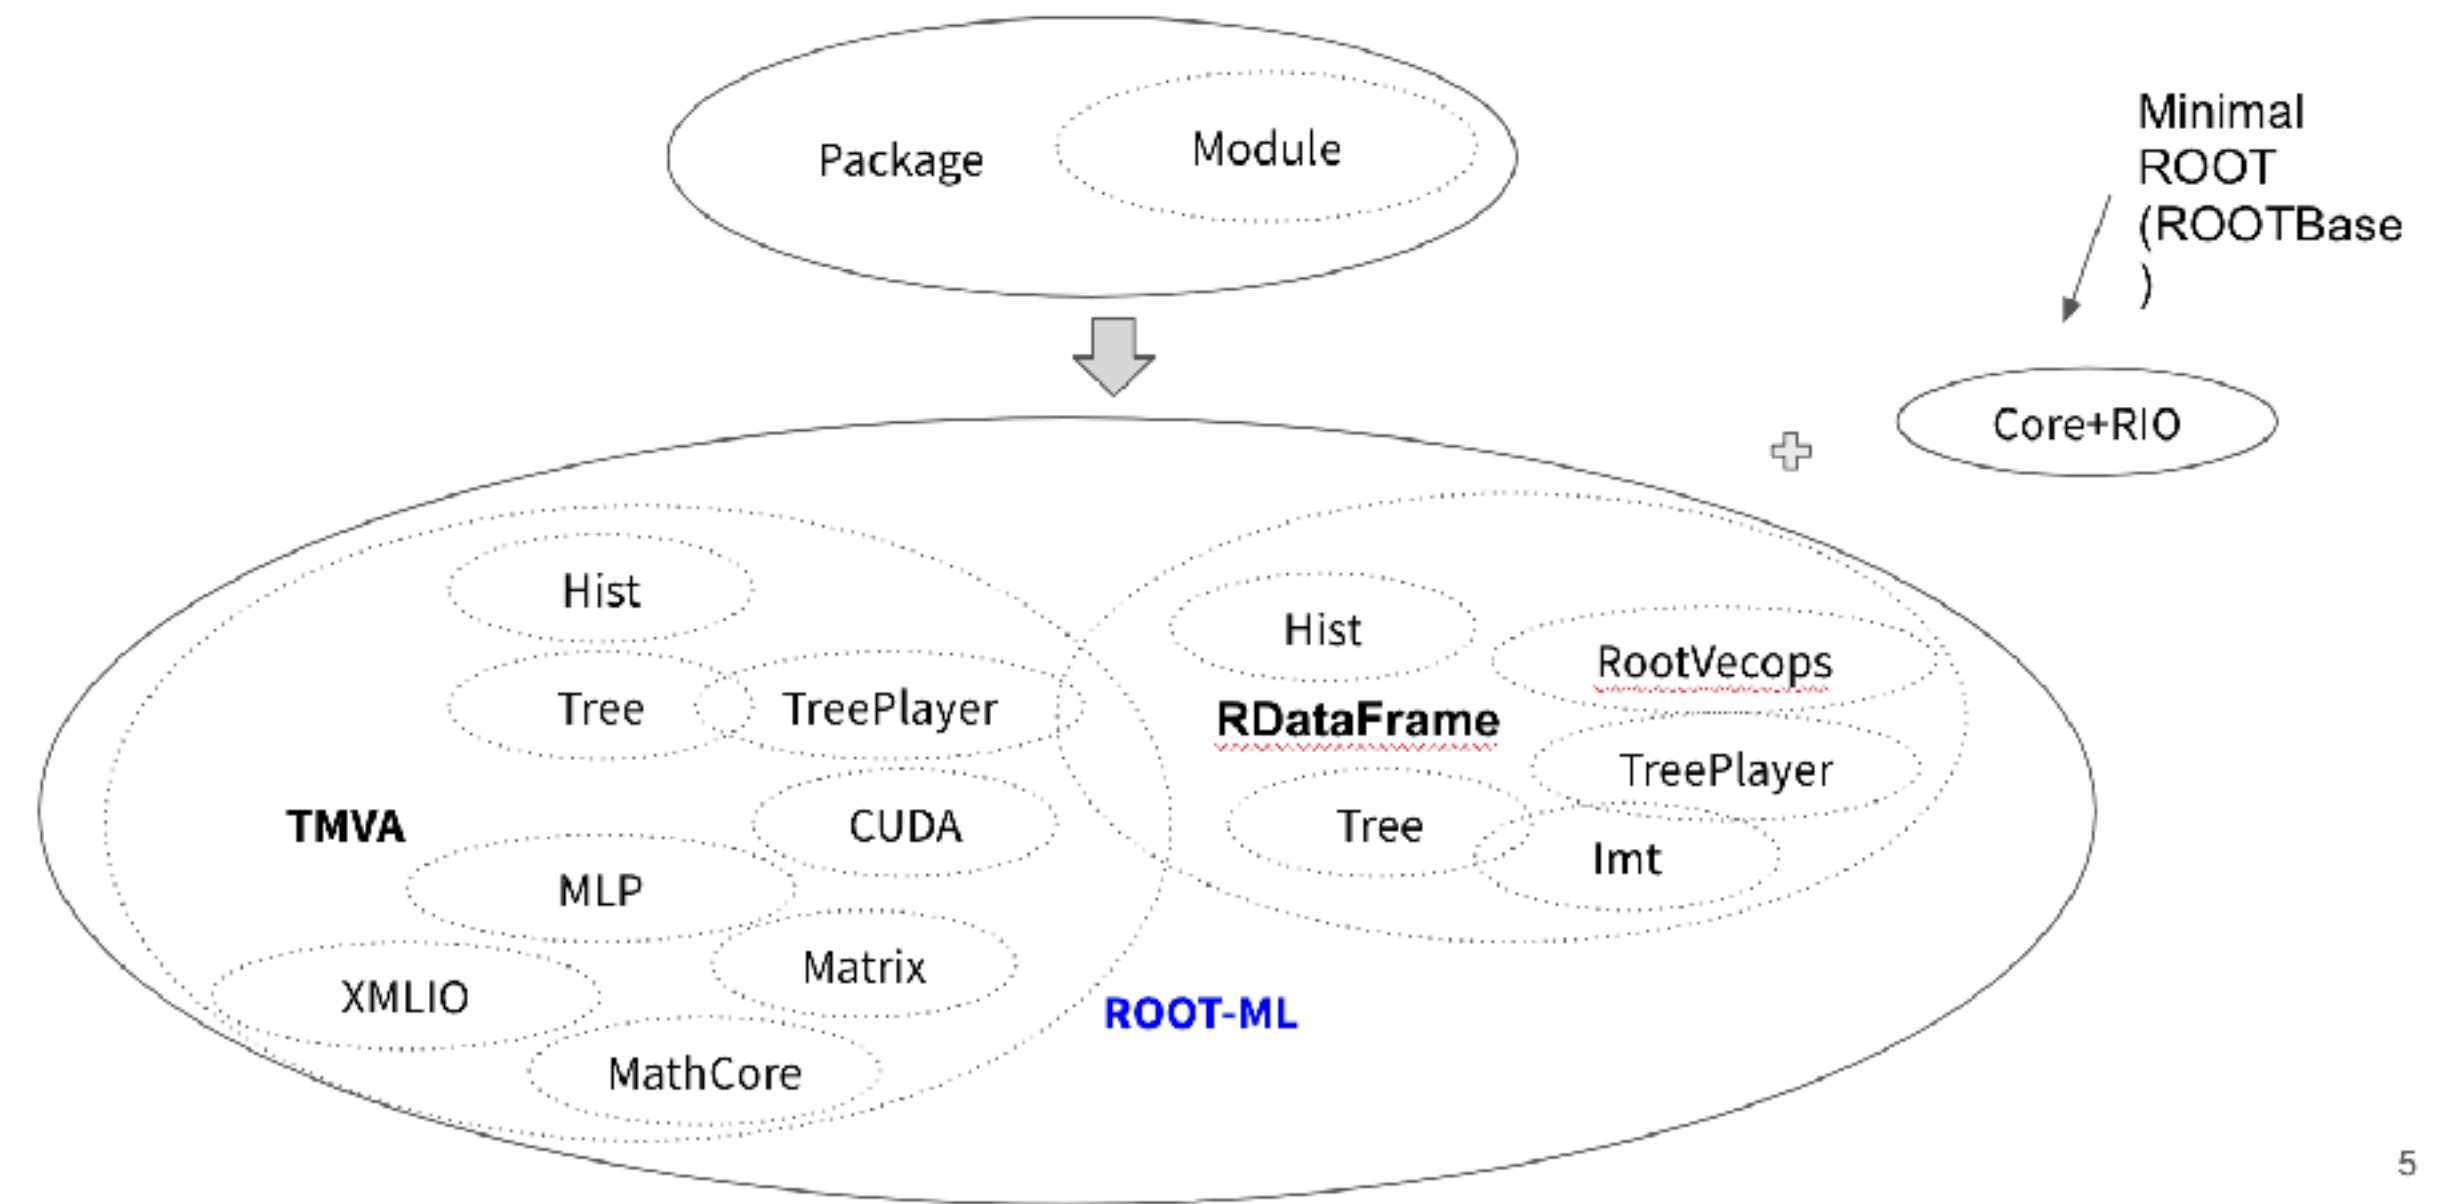 Package
Module
Minimal
ROOT
(ROOTBase
)
Core+RIO
Hist
Tree
TreePlayer
TMVA
CUDA
MLP
Matrix
XMLIO
MathCore
Hist
RootVecops
RDataFrame
TreePlayer
Tree
Imt
ROOT-ML
5